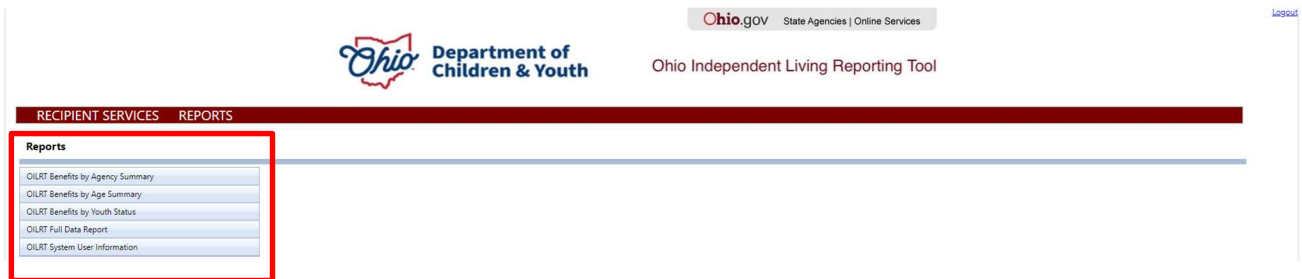 Ohio.gov State Agencies | Online Services
Logout
Ohio Department of
Children & Youth
Ohio Independent Living Reporting Tool
RECIPIENT SERVICES REPORTS
Reports
OILRT Benefits by Agency Summary
OILRT Benefits by Age Summary
OILRT Benefits by Youth Status
OILRT Full Data Report
OILRT System User Information